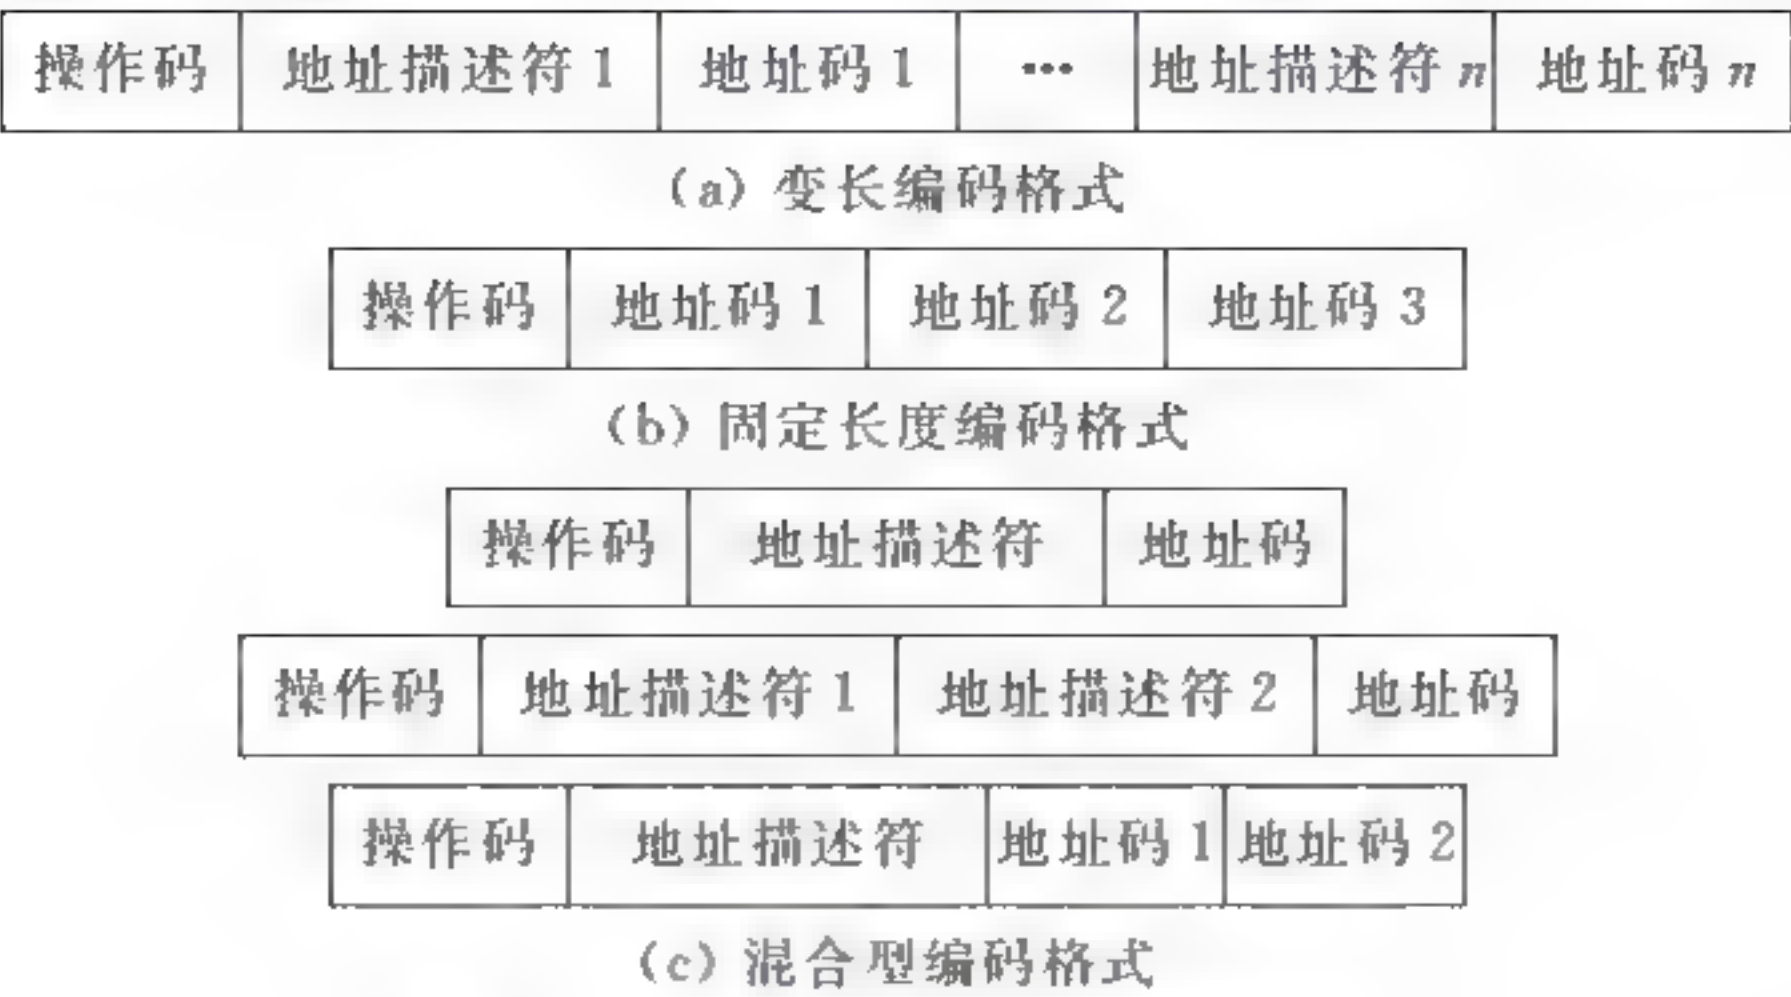 操作码 地址描述符1 地址码1 … 地址描述符n 地址码n
(a) 变长编码格式
操作码 地址码1 地址码2 地址码3
(b) 固定长度编码格式
操作码 地址描述符 地址码
操作码 地址描述符1 地址描述符2 地址码
操作码 地址描述符 地址码1 地址码2
(c) 混合型编码格式